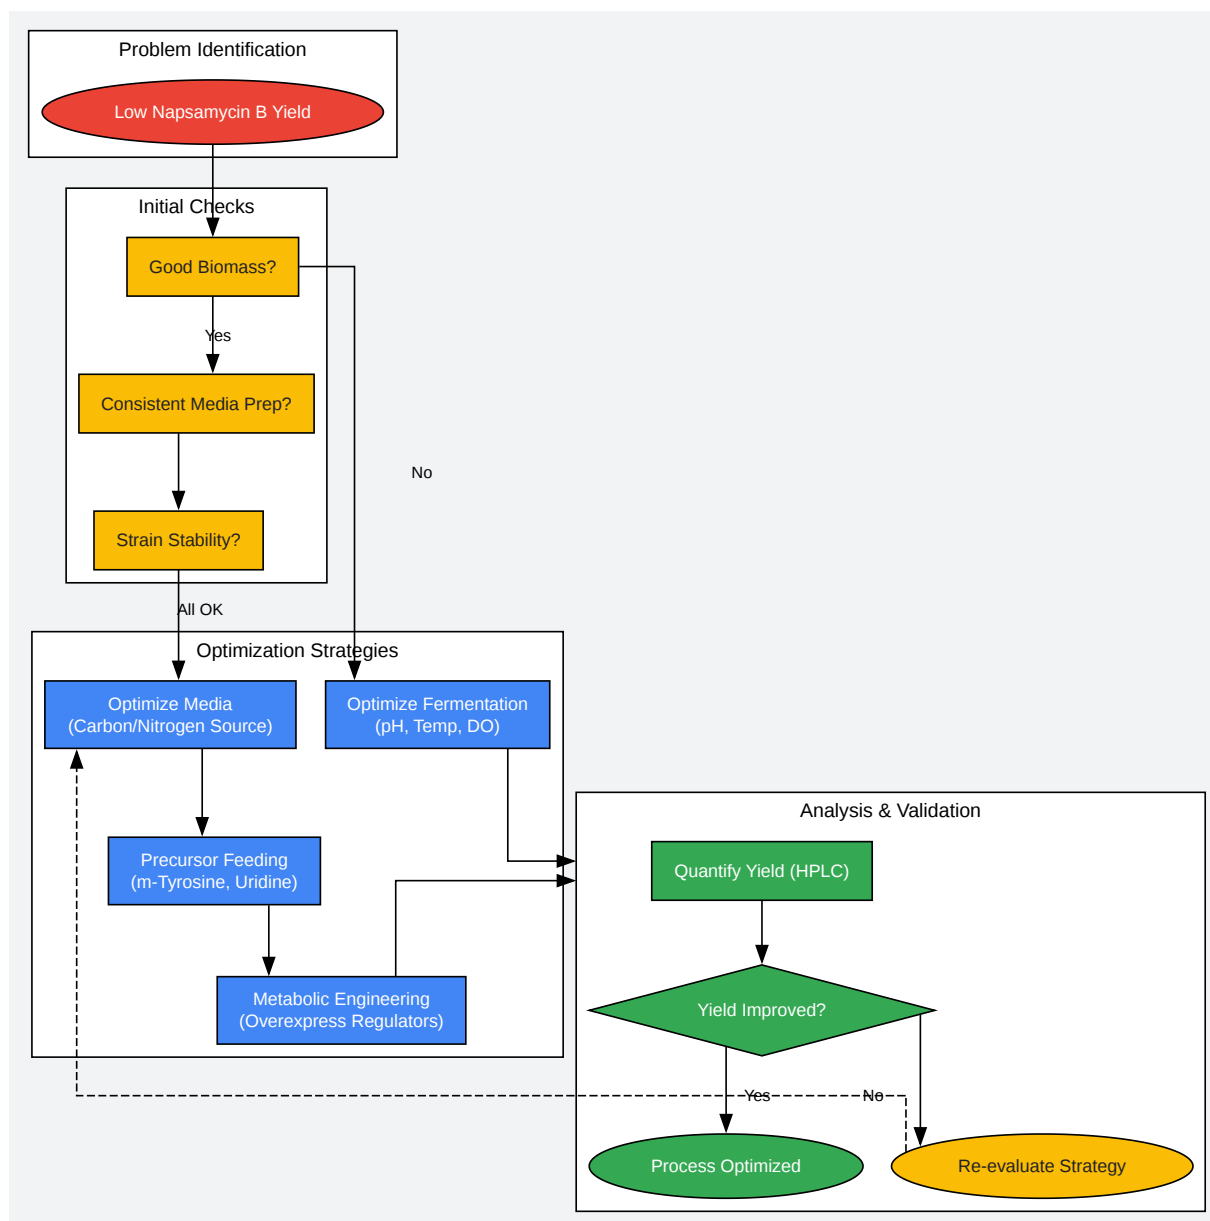 Problem Identification
Low Napsamycin B Yield
Initial Checks
Good Biomass?
Yes
Consistent Media Prep?
No
Strain Stability?
All OK
Optimization Strategies
Optimize Media
(Carbon/Nitrogen Source)
Optimize Fermentation
(pH, Temp, DO)
Precursor Feeding
(m-Tyrosine, Uridine)
Metabolic Engineering
(Overexpress Regulators)
Analysis & Validation
Quantify Yield (HPLC)
Yield Improved?
Yes
No
Process Optimized
Re-evaluate Strategy